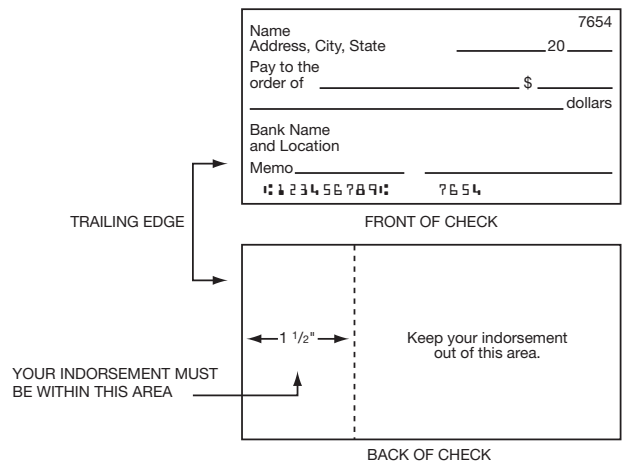 7654
Name
Address, City, State 20
Pay to the
order of $
dollars
Bank Name
and Location
Memo
⑆123456789⑆ 7654
TRAILING EDGE
FRONT OF CHECK
1 1/2"
Keep your indorsement
out of this area.
YOUR INDORSEMENT MUST
BE WITHIN THIS AREA
BACK OF CHECK